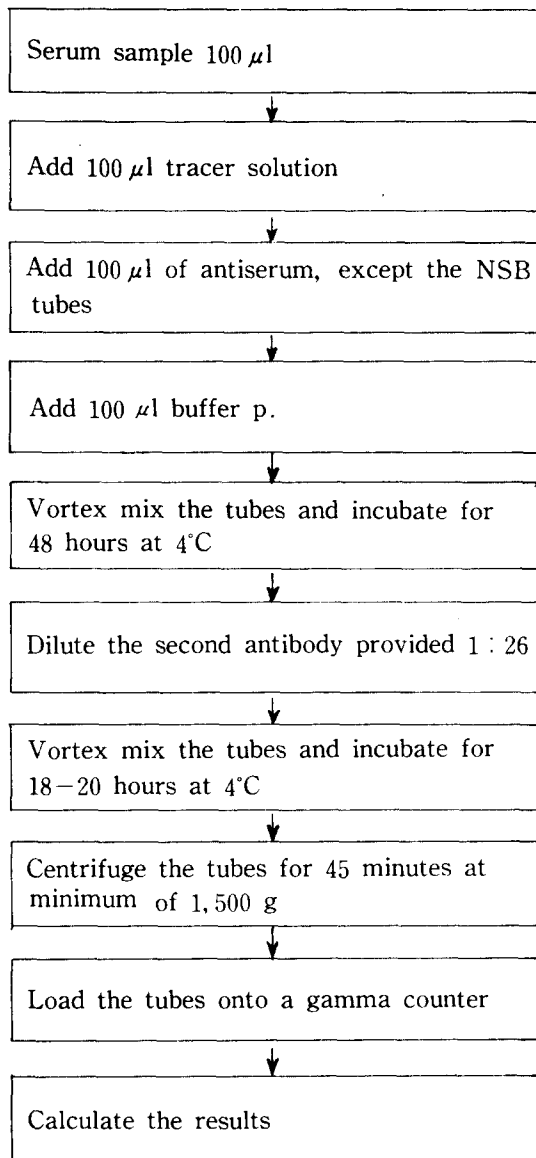 Serum sample 100 μl
Add 100 μl tracer solution
Add 100 μl of antiserum, except the NSB
tubes
Add 100 μl buffer p.
Vortex mix the tubes and incubate for
48 hours at 4°C
Dilute the second antibody provided 1 : 26
Vortex mix the tubes and incubate for
18-20 hours at 4°C
Centrifuge the tubes for 45 minutes at
minimum of 1,500 g
Load the tubes onto a gamma counter
Calculate the results